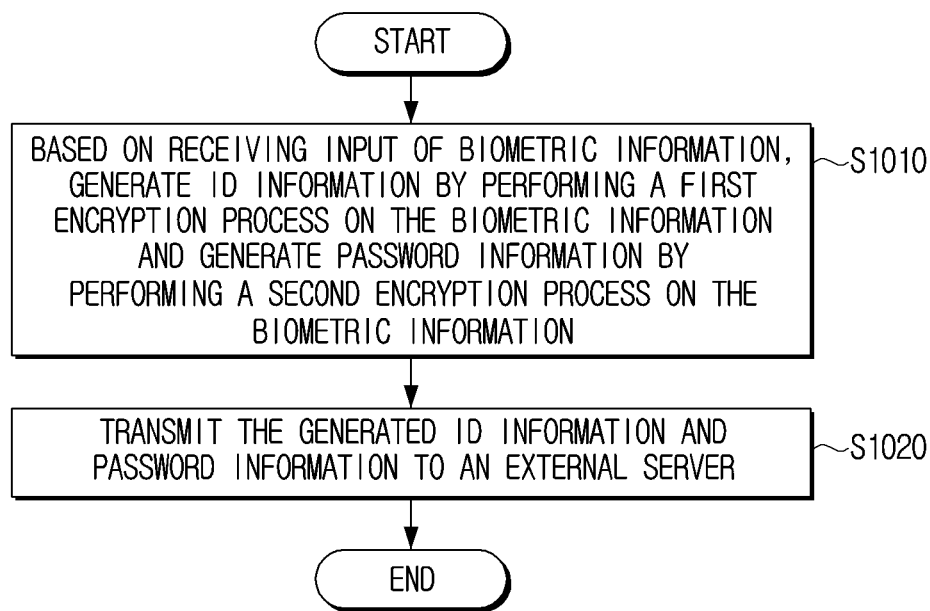 START
BASED ON RECEIVING INPUT OF BIOMETRIC INFORMATION,
GENERATE ID INFORMATION BY PERFORMING A FIRST
ENCRYPTION PROCESS ON THE BIOMETRIC INFORMATION
AND GENERATE PASSWORD INFORMATION BY
PERFORMING A SECOND ENCRYPTION PROCESS ON THE
BIOMETRIC INFORMATION
S1010
TRANSMIT THE GENERATED ID INFORMATION AND
PASSWORD INFORMATION TO AN EXTERNAL SERVER
S1020
END